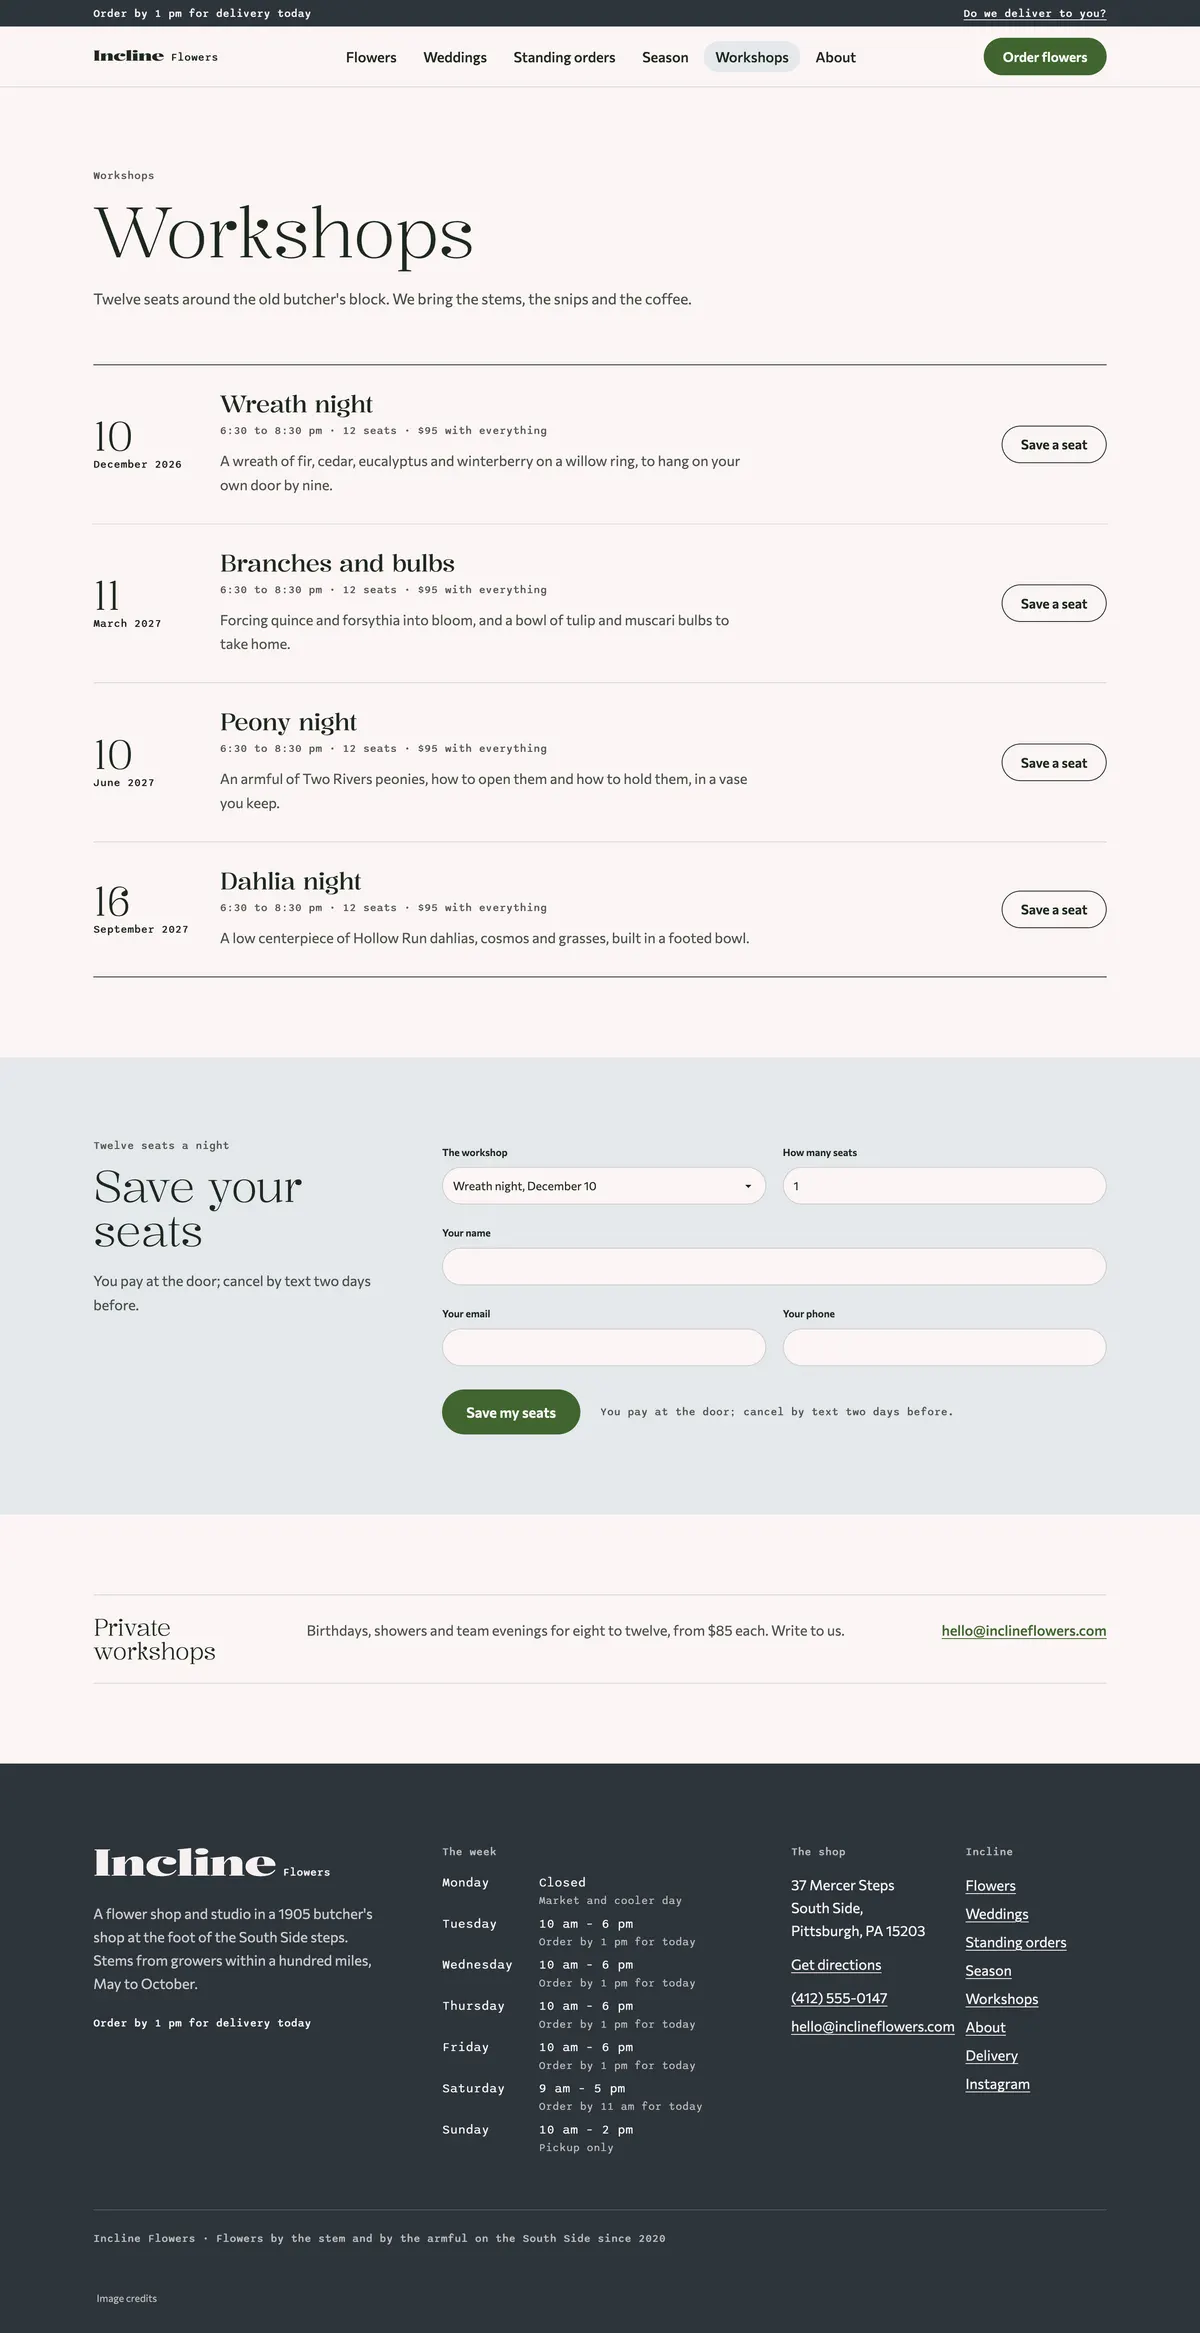 Order by 1 pm for delivery today
Do we deliver to you?
Incline Flowers
Flowers
Weddings
Standing orders
Season
Workshops
About
Order flowers
Workshops
Workshops
Twelve seats around the old butcher's block. We bring the stems, the snips and the coffee.
10
December 2026
Wreath night
6:30 to 8:30 pm · 12 seats · $95 with everything
A wreath of fir, cedar, eucalyptus and winterberry on a willow ring, to hang on your
own door by nine.
Save a seat
11
March 2027
Branches and bulbs
6:30 to 8:30 pm · 12 seats · $95 with everything
Forcing quince and forsythia into bloom, and a bowl of tulip and muscari bulbs to
take home.
Save a seat
10
June 2027
Peony night
6:30 to 8:30 pm · 12 seats · $95 with everything
An armful of Two Rivers peonies, how to open them and how to hold them, in a vase
you keep.
Save a seat
16
September 2027
Dahlia night
6:30 to 8:30 pm · 12 seats · $95 with everything
A low centerpiece of Hollow Run dahlias, cosmos and grasses, built in a footed bowl.
Save a seat
Twelve seats a night
Save your
seats
You pay at the door; cancel by text two days
before.
The workshop
Wreath night, December 10
How many seats
1
Your name
Your email
Your phone
Save my seats
You pay at the door; cancel by text two days before.
Private
workshops
Birthdays, showers and team evenings for eight to twelve, from $85 each. Write to us.
hello@inclineflowers.com
Incline Flowers
A flower shop and studio in a 1905 butcher's
shop at the foot of the South Side steps.
Stems from growers within a hundred miles,
May to October.
Order by 1 pm for delivery today
The week
Monday
Closed
Market and cooler day
Tuesday
10 am - 6 pm
Order by 1 pm for today
Wednesday
10 am - 6 pm
Order by 1 pm for today
Thursday
10 am - 6 pm
Order by 1 pm for today
Friday
10 am - 6 pm
Order by 1 pm for today
Saturday
9 am - 5 pm
Order by 11 am for today
Sunday
10 am - 2 pm
Pickup only
The shop
37 Mercer Steps
South Side,
Pittsburgh, PA 15203
Get directions
(412) 555-0147
hello@inclineflowers.com
Incline
Flowers
Weddings
Standing orders
Season
Workshops
About
Delivery
Instagram
Incline Flowers · Flowers by the stem and by the armful on the South Side since 2020
Image credits